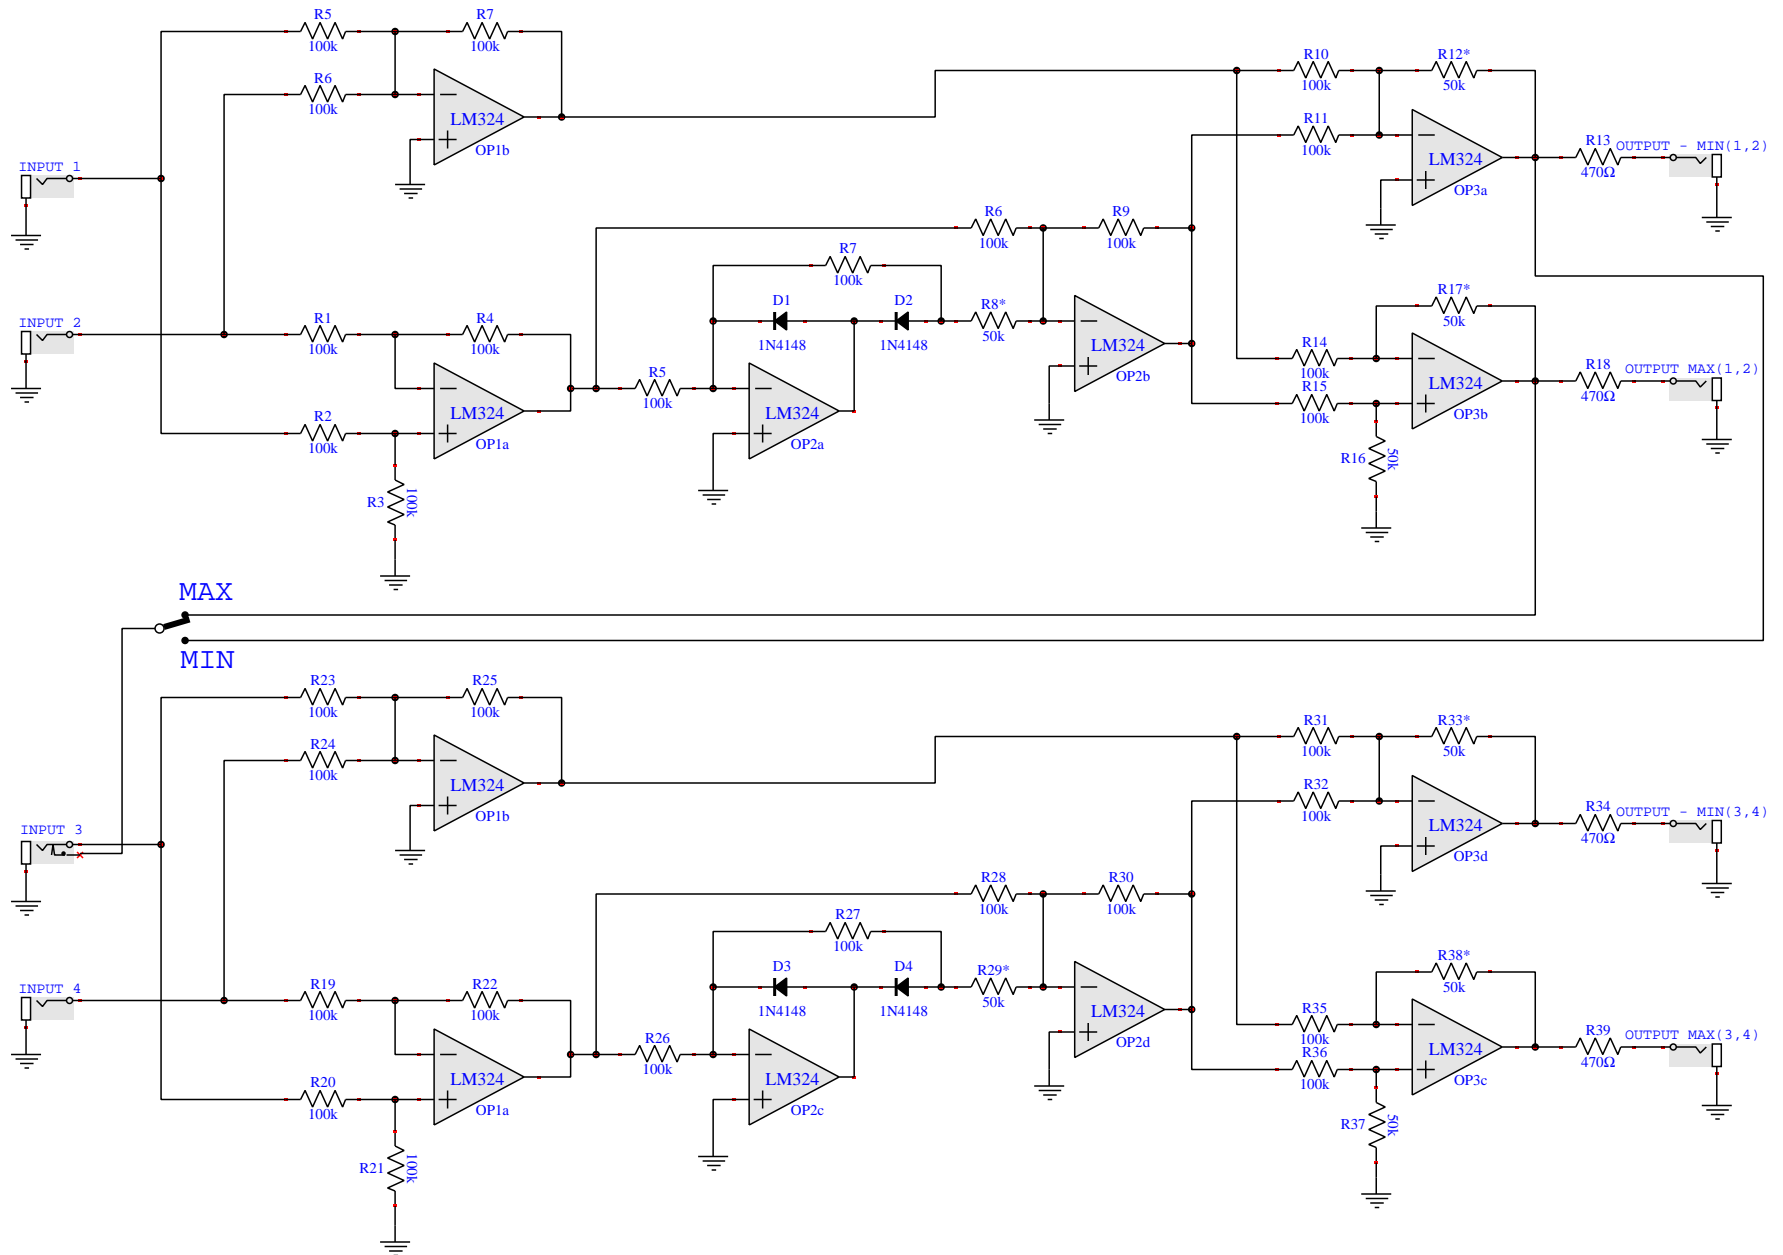 R5
100k
R7
100k
R6
100k
LM324
OP1b
INPUT 1
R10
100k
R12*
50k
R11
100k
LM324
OP3a
R13
470Ω
OUTPUT - MIN(1,2)
R6
100k
R9
100k
R7
100k
INPUT 2
R1
100k
R4
100k
D1
1N4148
D2
1N4148
R8*
50k
LM324
OP2b
R17*
50k
R14
100k
R15
100k
LM324
OP3b
R18
470Ω
OUTPUT MAX(1,2)
R5
100k
LM324
OP1a
LM324
OP2a
R2
100k
R3
100k
R16
50k
MAX
MIN
R23
100k
R25
100k
R24
100k
LM324
OP1b
INPUT 3
R31
100k
R33*
50k
R32
100k
LM324
OP3d
R34
470Ω
OUTPUT - MIN(3,4)
R28
100k
R30
100k
R27
100k
INPUT 4
R19
100k
R22
100k
D3
1N4148
D4
1N4148
R29*
50k
LM324
OP2d
R38*
50k
R35
100k
R36
100k
LM324
OP3c
R39
470Ω
OUTPUT MAX(3,4)
R26
100k
LM324
OP1a
LM324
OP2c
R20
100k
R21
100k
R37
50k